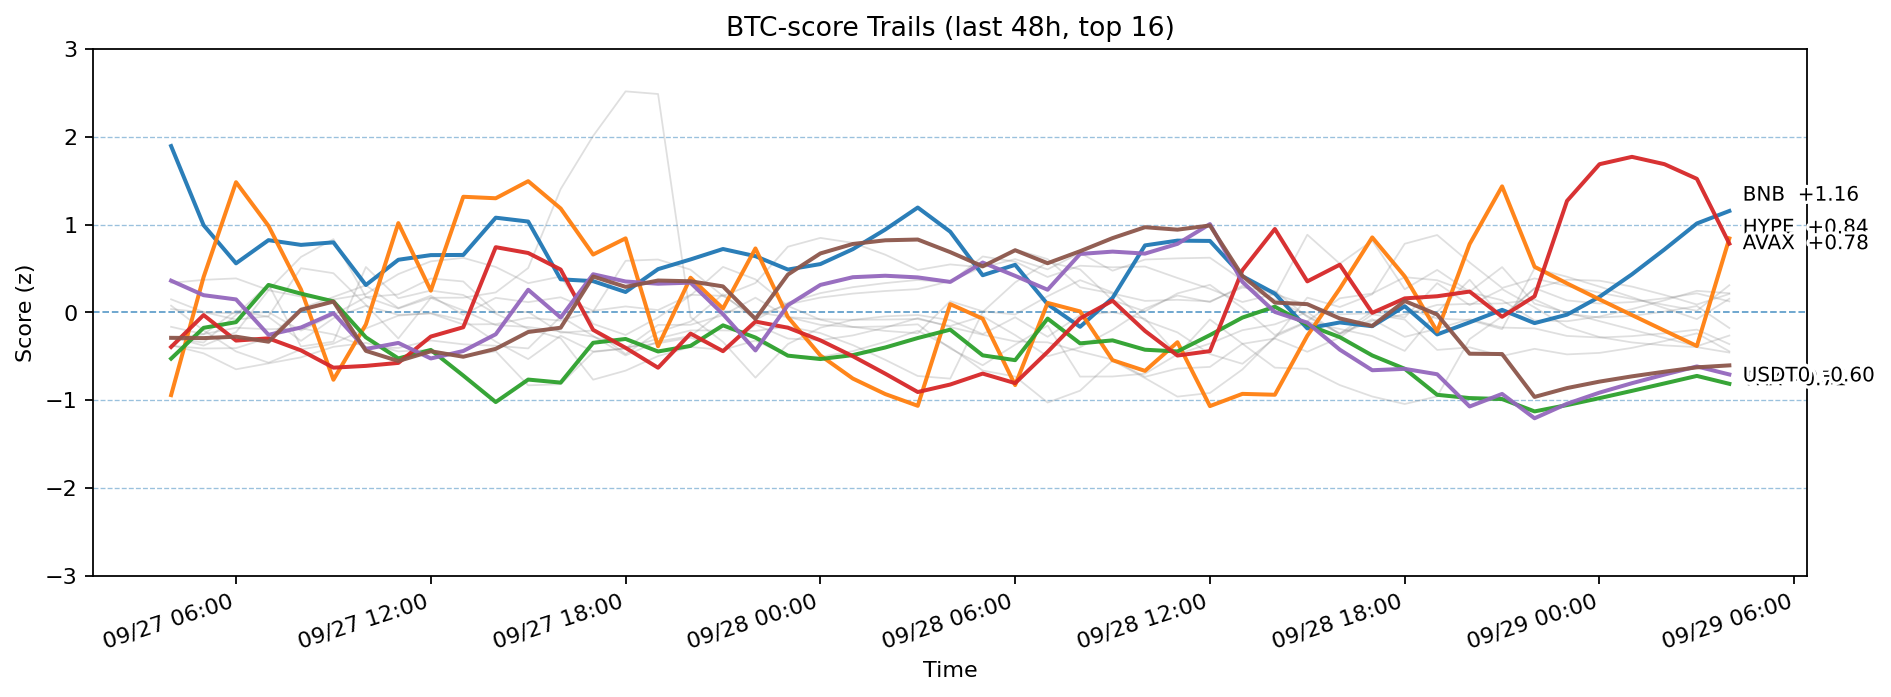 BTC-score Trails (last 48h, top 16)
Score (z)
3
2
1
0
−1
−2
−3
BNB +1.16
HYPE +0.84
AVAX +0.78
USDT0 −0.60
09/27 06:00
09/27 12:00
09/27 18:00
09/28 00:00
09/28 06:00
09/28 12:00
09/28 18:00
09/29 00:00
09/29 06:00
Time